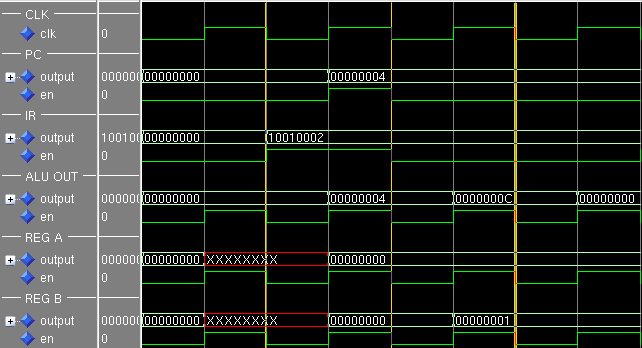 CLK
clk 0
PC
output 000000 00000000 00000004
en 0
IR
output 10010 00000000 10010002
en 0
ALU OUT
output 000000 00000000 00000004 0000000C 00000000
en 0
REG A
output 000000 00000000 XXXXXXXX 00000000
en 0
REG B
output 000000 00000000 XXXXXXXX 00000000 00000001
en 0